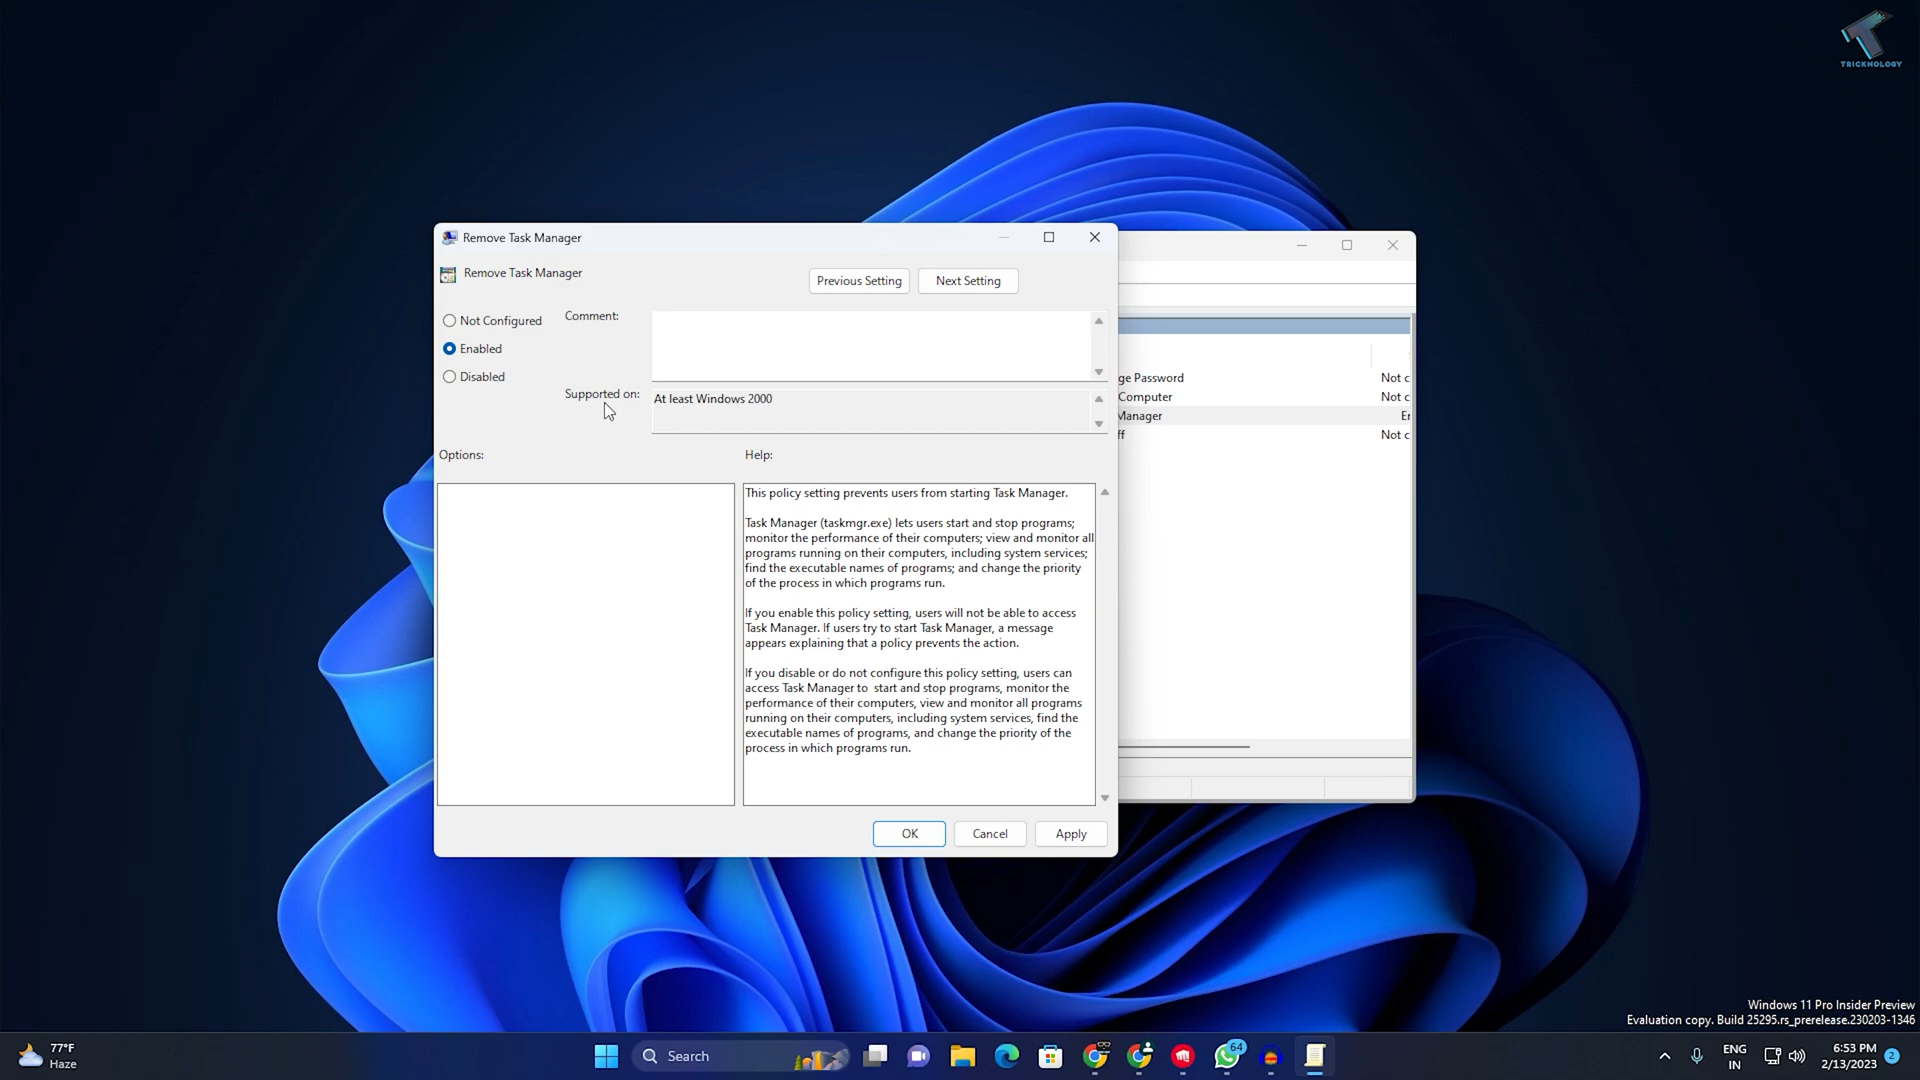 TRICKNOLOGY
Remove Task Manager
Remove Task Manager
Previous Setting
Next Setting
Not Configured
Comment:
Enabled
Disabled
Supported on:
At least Windows 2000
Options:
Help:
This policy setting prevents users from starting Task Manager.
Task Manager (taskmgr.exe) lets users start and stop programs;
monitor the performance of their computers; view and monitor all
programs running on their computers, including system services;
find the executable names of programs; and change the priority
of the process in which programs run.
If you enable this policy setting, users will not be able to access
Task Manager. If users try to start Task Manager, a message
appears explaining that a policy prevents the action.
If you disable or do not configure this policy setting, users can
access Task Manager to  start and stop programs, monitor the
performance of their computers, view and monitor all programs
running on their computers, including system services, find the
executable names of programs, and change the priority of the
process in which programs run.
OK
Cancel
Apply
ge Password Not c
Computer Not c
Manager Er
ff Not c
Windows 11 Pro Insider Preview
Evaluation copy. Build 25295.rs_prerelease.230203-1346
77°F
Haze
Search
64
ENG
IN
6:53 PM
2/13/2023
2